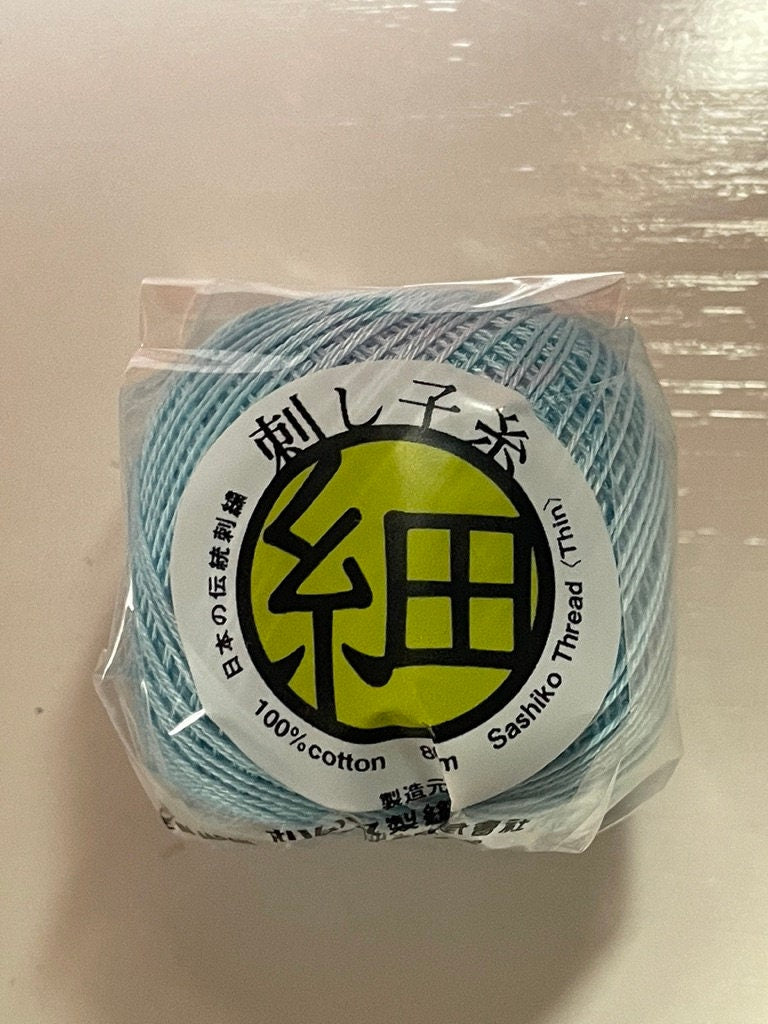 刺し子糸
細
日本の伝統刺繍
Sashiko Thread〈Thin〉
100%cotton
製造元